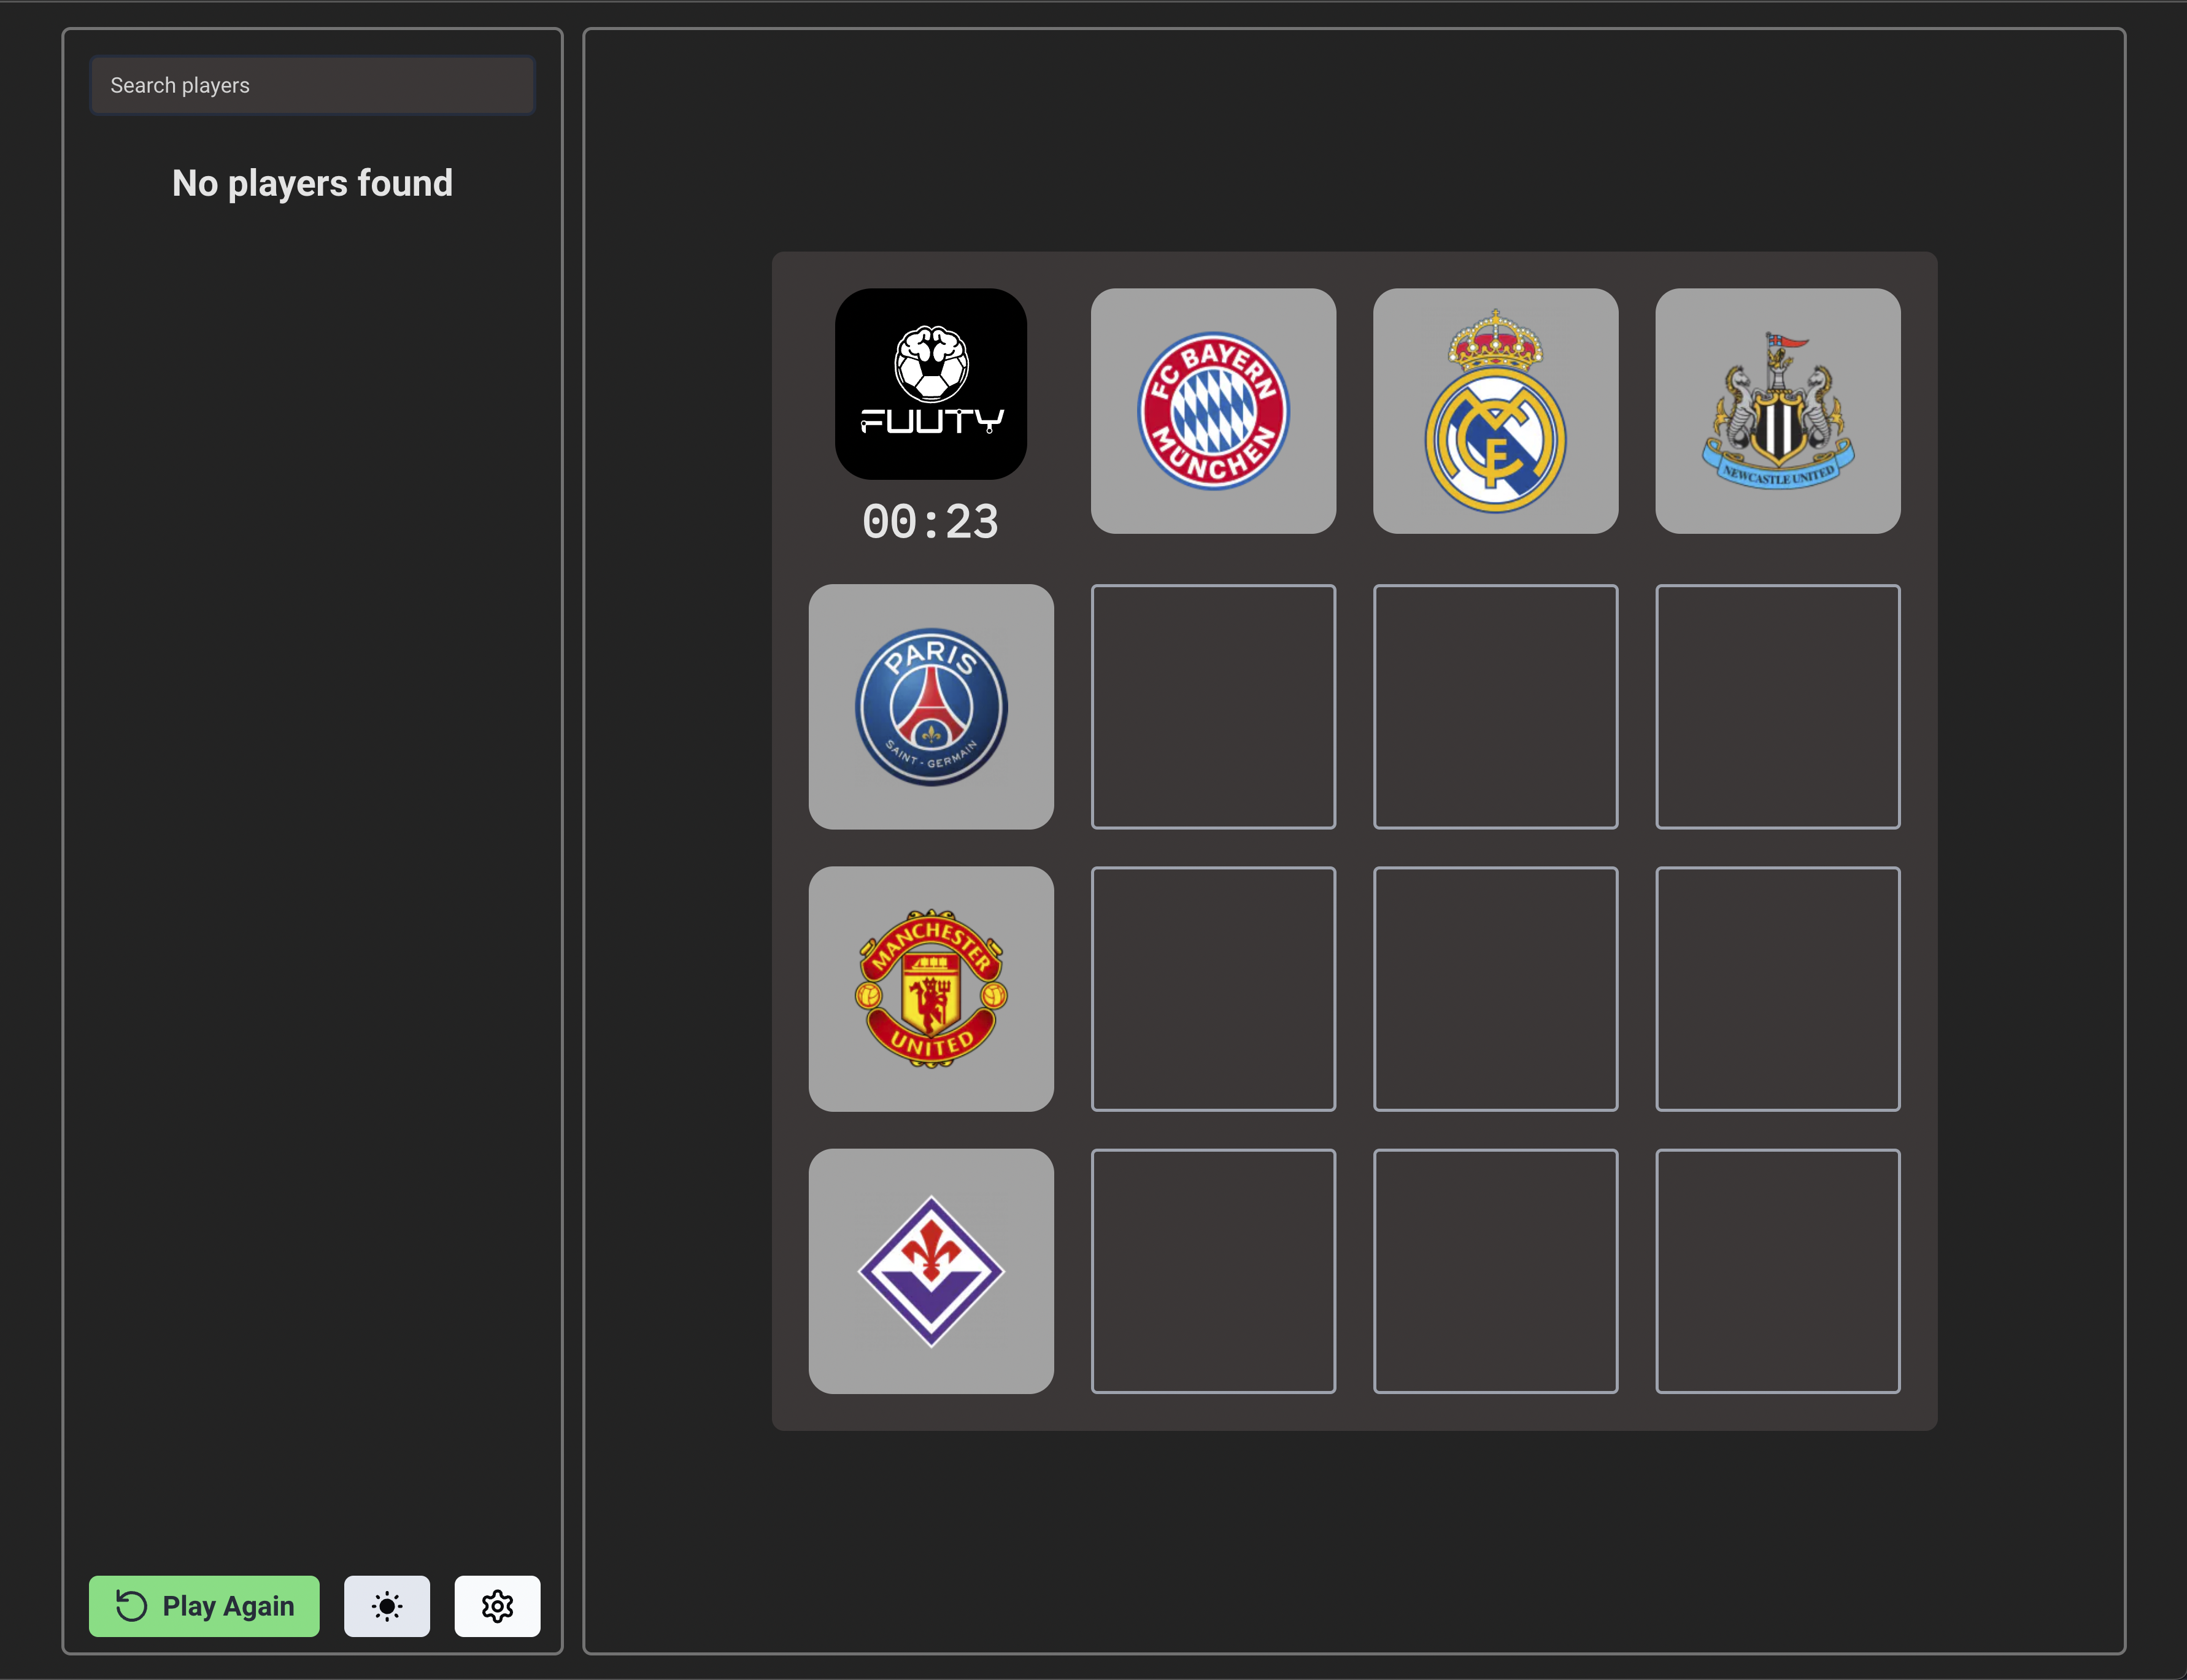 Search players
No players found
FUUTY
00:23
FC BAYERN
MÜNCHEN
NEWCASTLE UNITED
PARIS
SAINT - GERMAIN
MANCHESTER
UNITED
Play Again